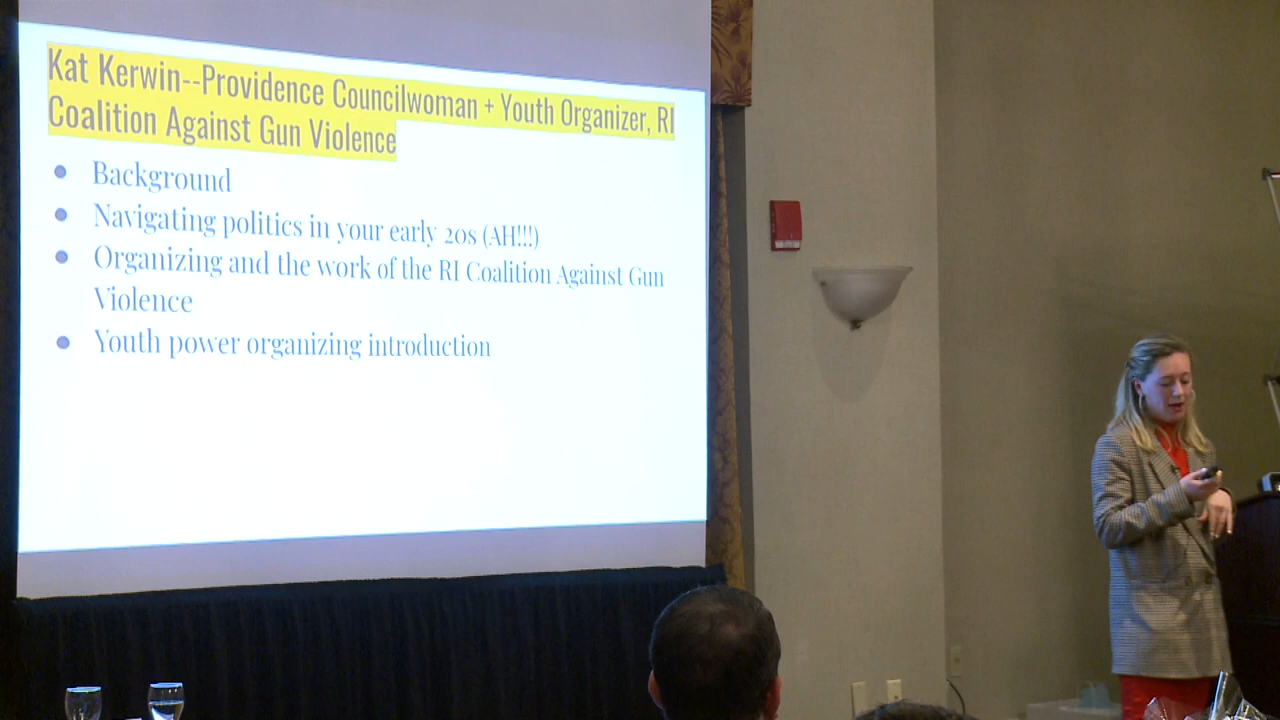 Kat Kerwin--Providence Councilwoman + Youth Organizer, RI
Coalition Against Gun Violence
● Background
● Navigating politics in your early 20s (AH!!!)
● Organizing and the work of the RI Coalition Against Gun
Violence
● Youth power organizing introduction